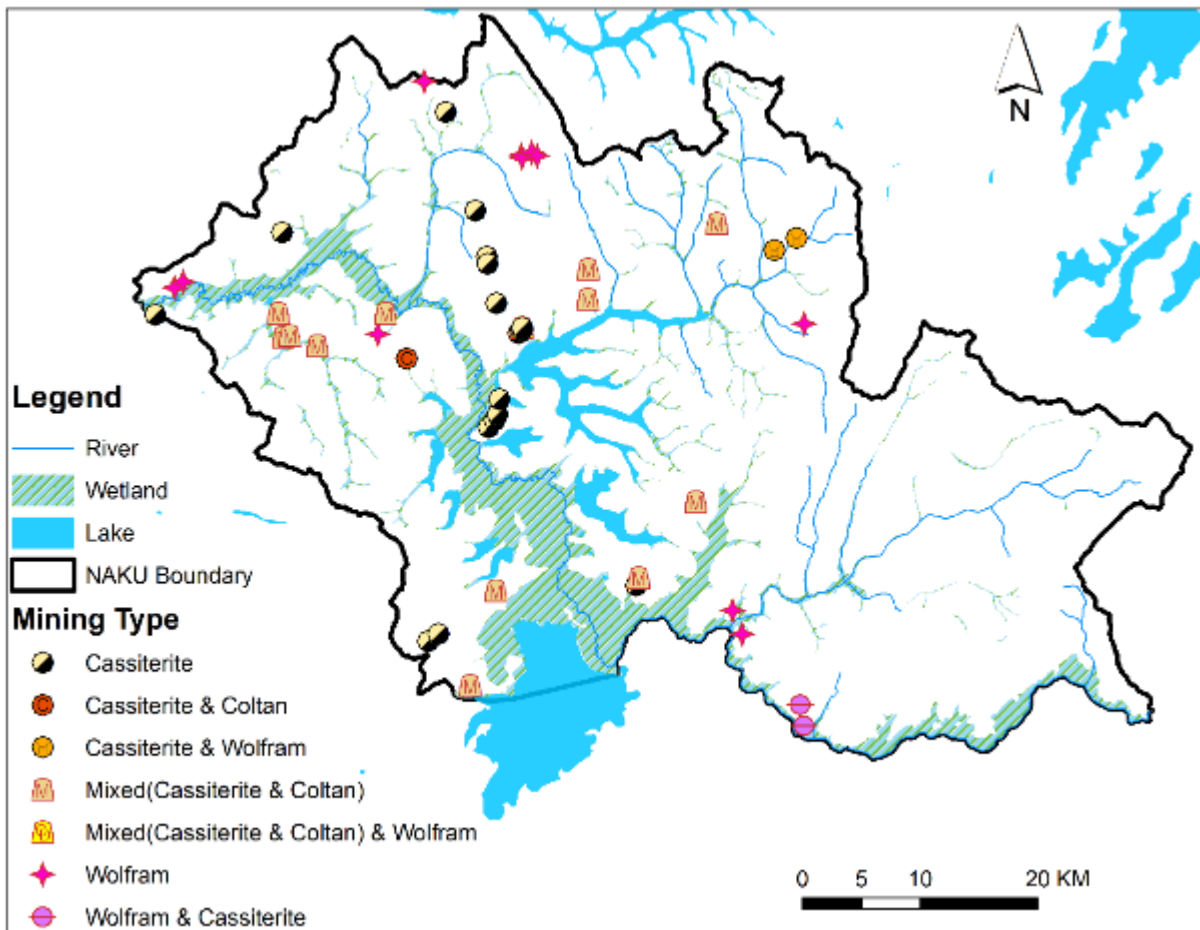 N
Legend
River
Wetland
Lake
NAKU Boundary
Mining Type
Cassiterite
Cassiterite & Coltan
Cassiterite & Wolfram
Mixed(Cassiterite & Coltan)
Mixed(Cassiterite & Coltan) & Wolfram
Wolfram
Wolfram & Cassiterite
0 5 10 20 KM